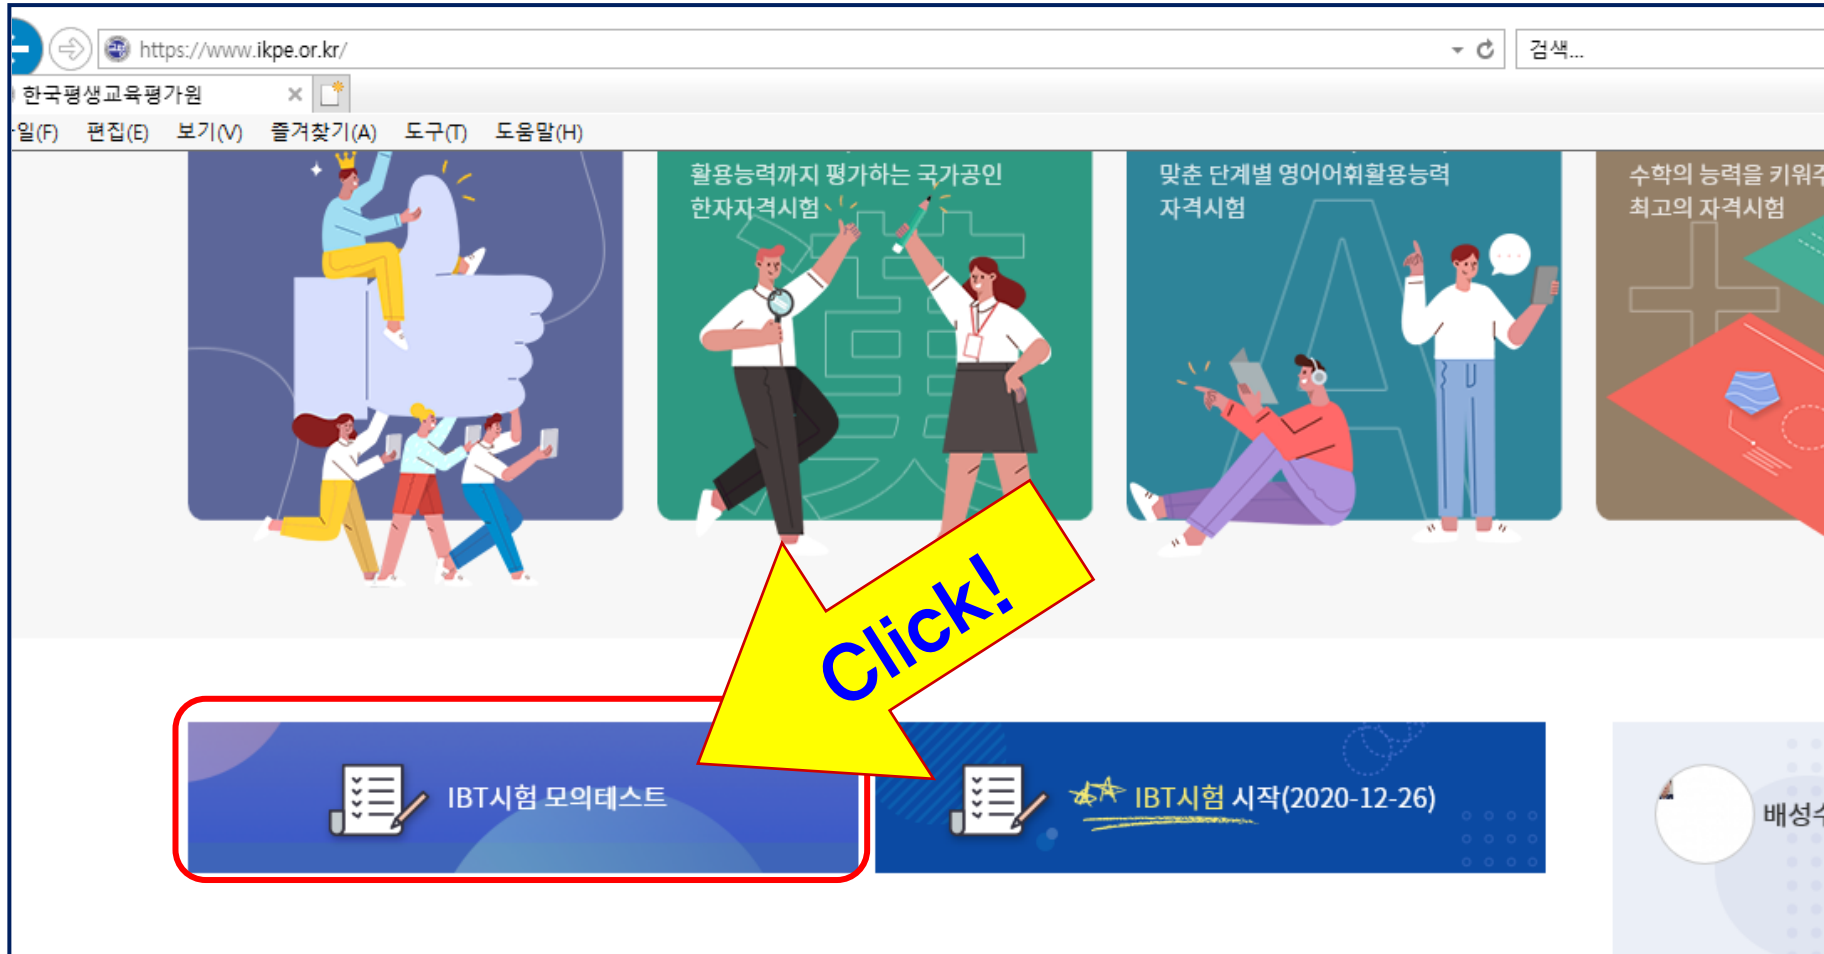 https://www.ikpe.or.kr/
검색...
한국평생교육평가원
일(F) 편집(E) 보기(V) 즐겨찾기(A) 도구(T) 도움말(H)
활용능력까지 평가하는 국가공인
한자자격시험
맞춘 단계별 영어어휘활용능력
자격시험
수학의 능력을 키워주
최고의 자격시험
漢
A
Click!
IBT시험 모의테스트
IBT시험 시작(2020-12-26)
배성수